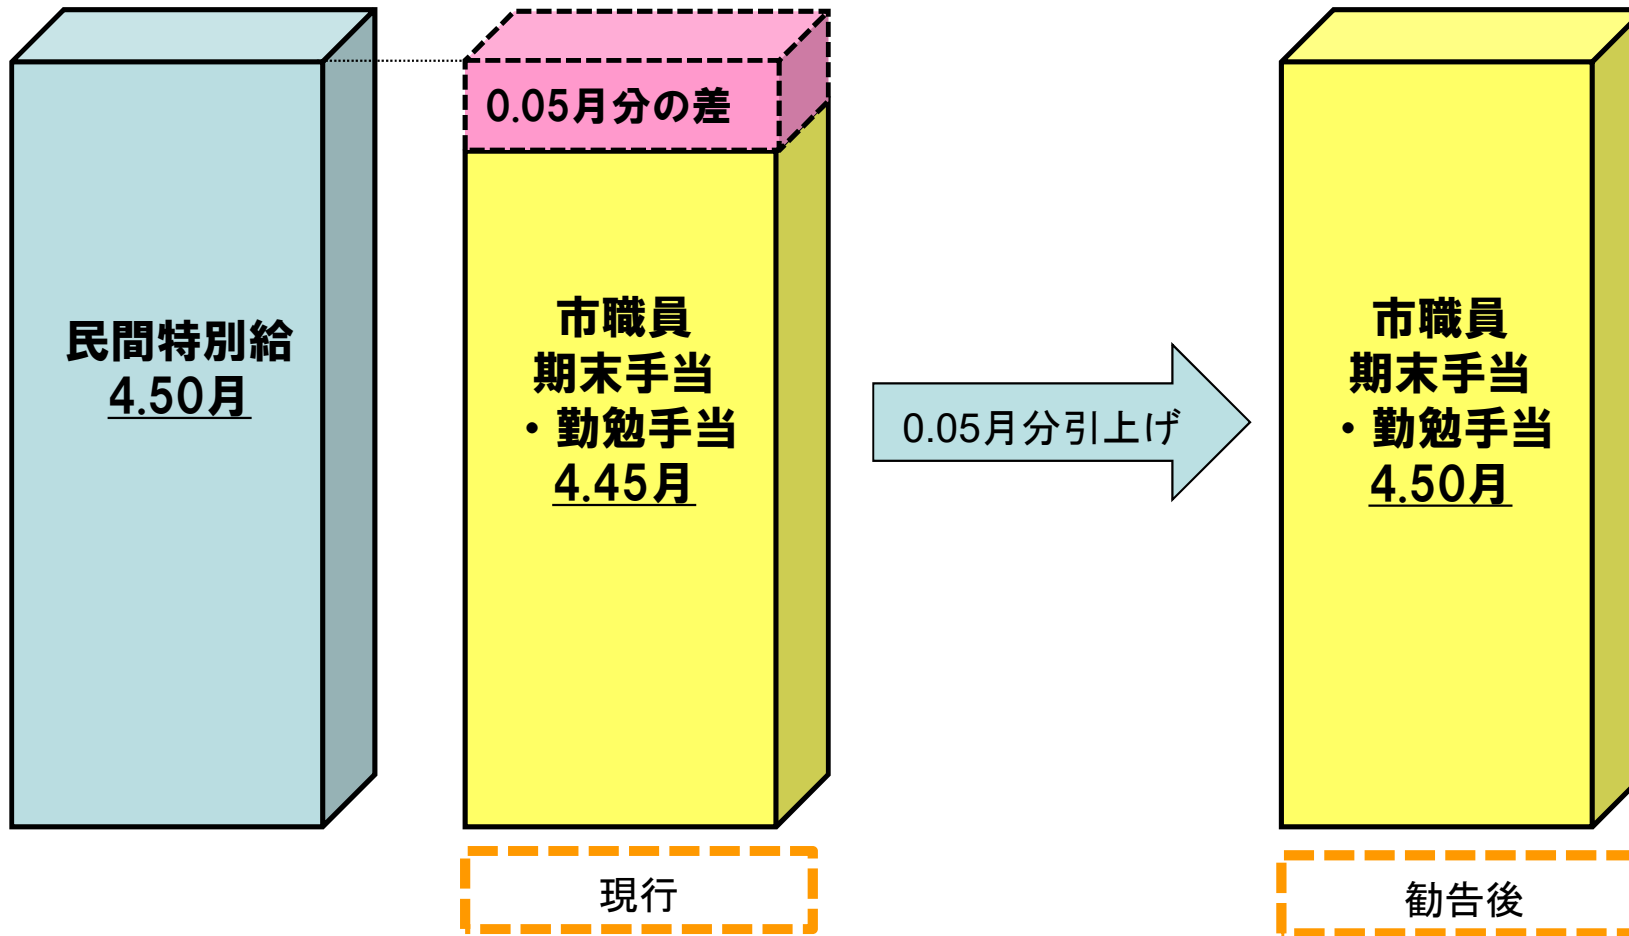 民間特別給
4.50月
0.05月分の差
市職員
期末手当
・勤勉手当
4.45月
現行
0.05月分引上げ
市職員
期末手当
・勤勉手当
4.50月
勧告後